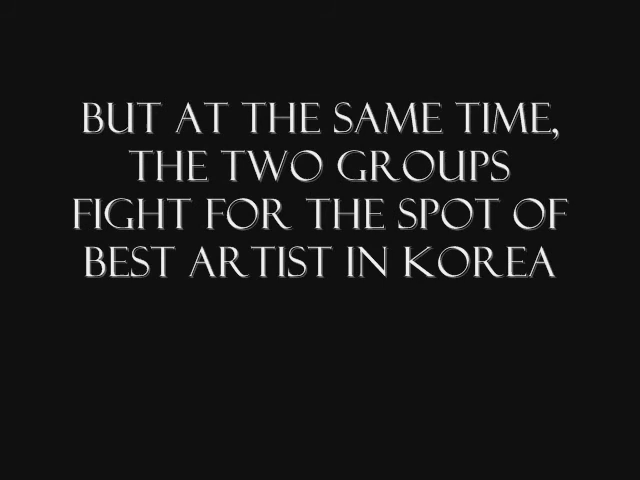 BUT AT THE SAME TIME,
THE TWO GROUPS
FIGHT FOR THE SPOT OF
BEST ARTIST IN KOREA